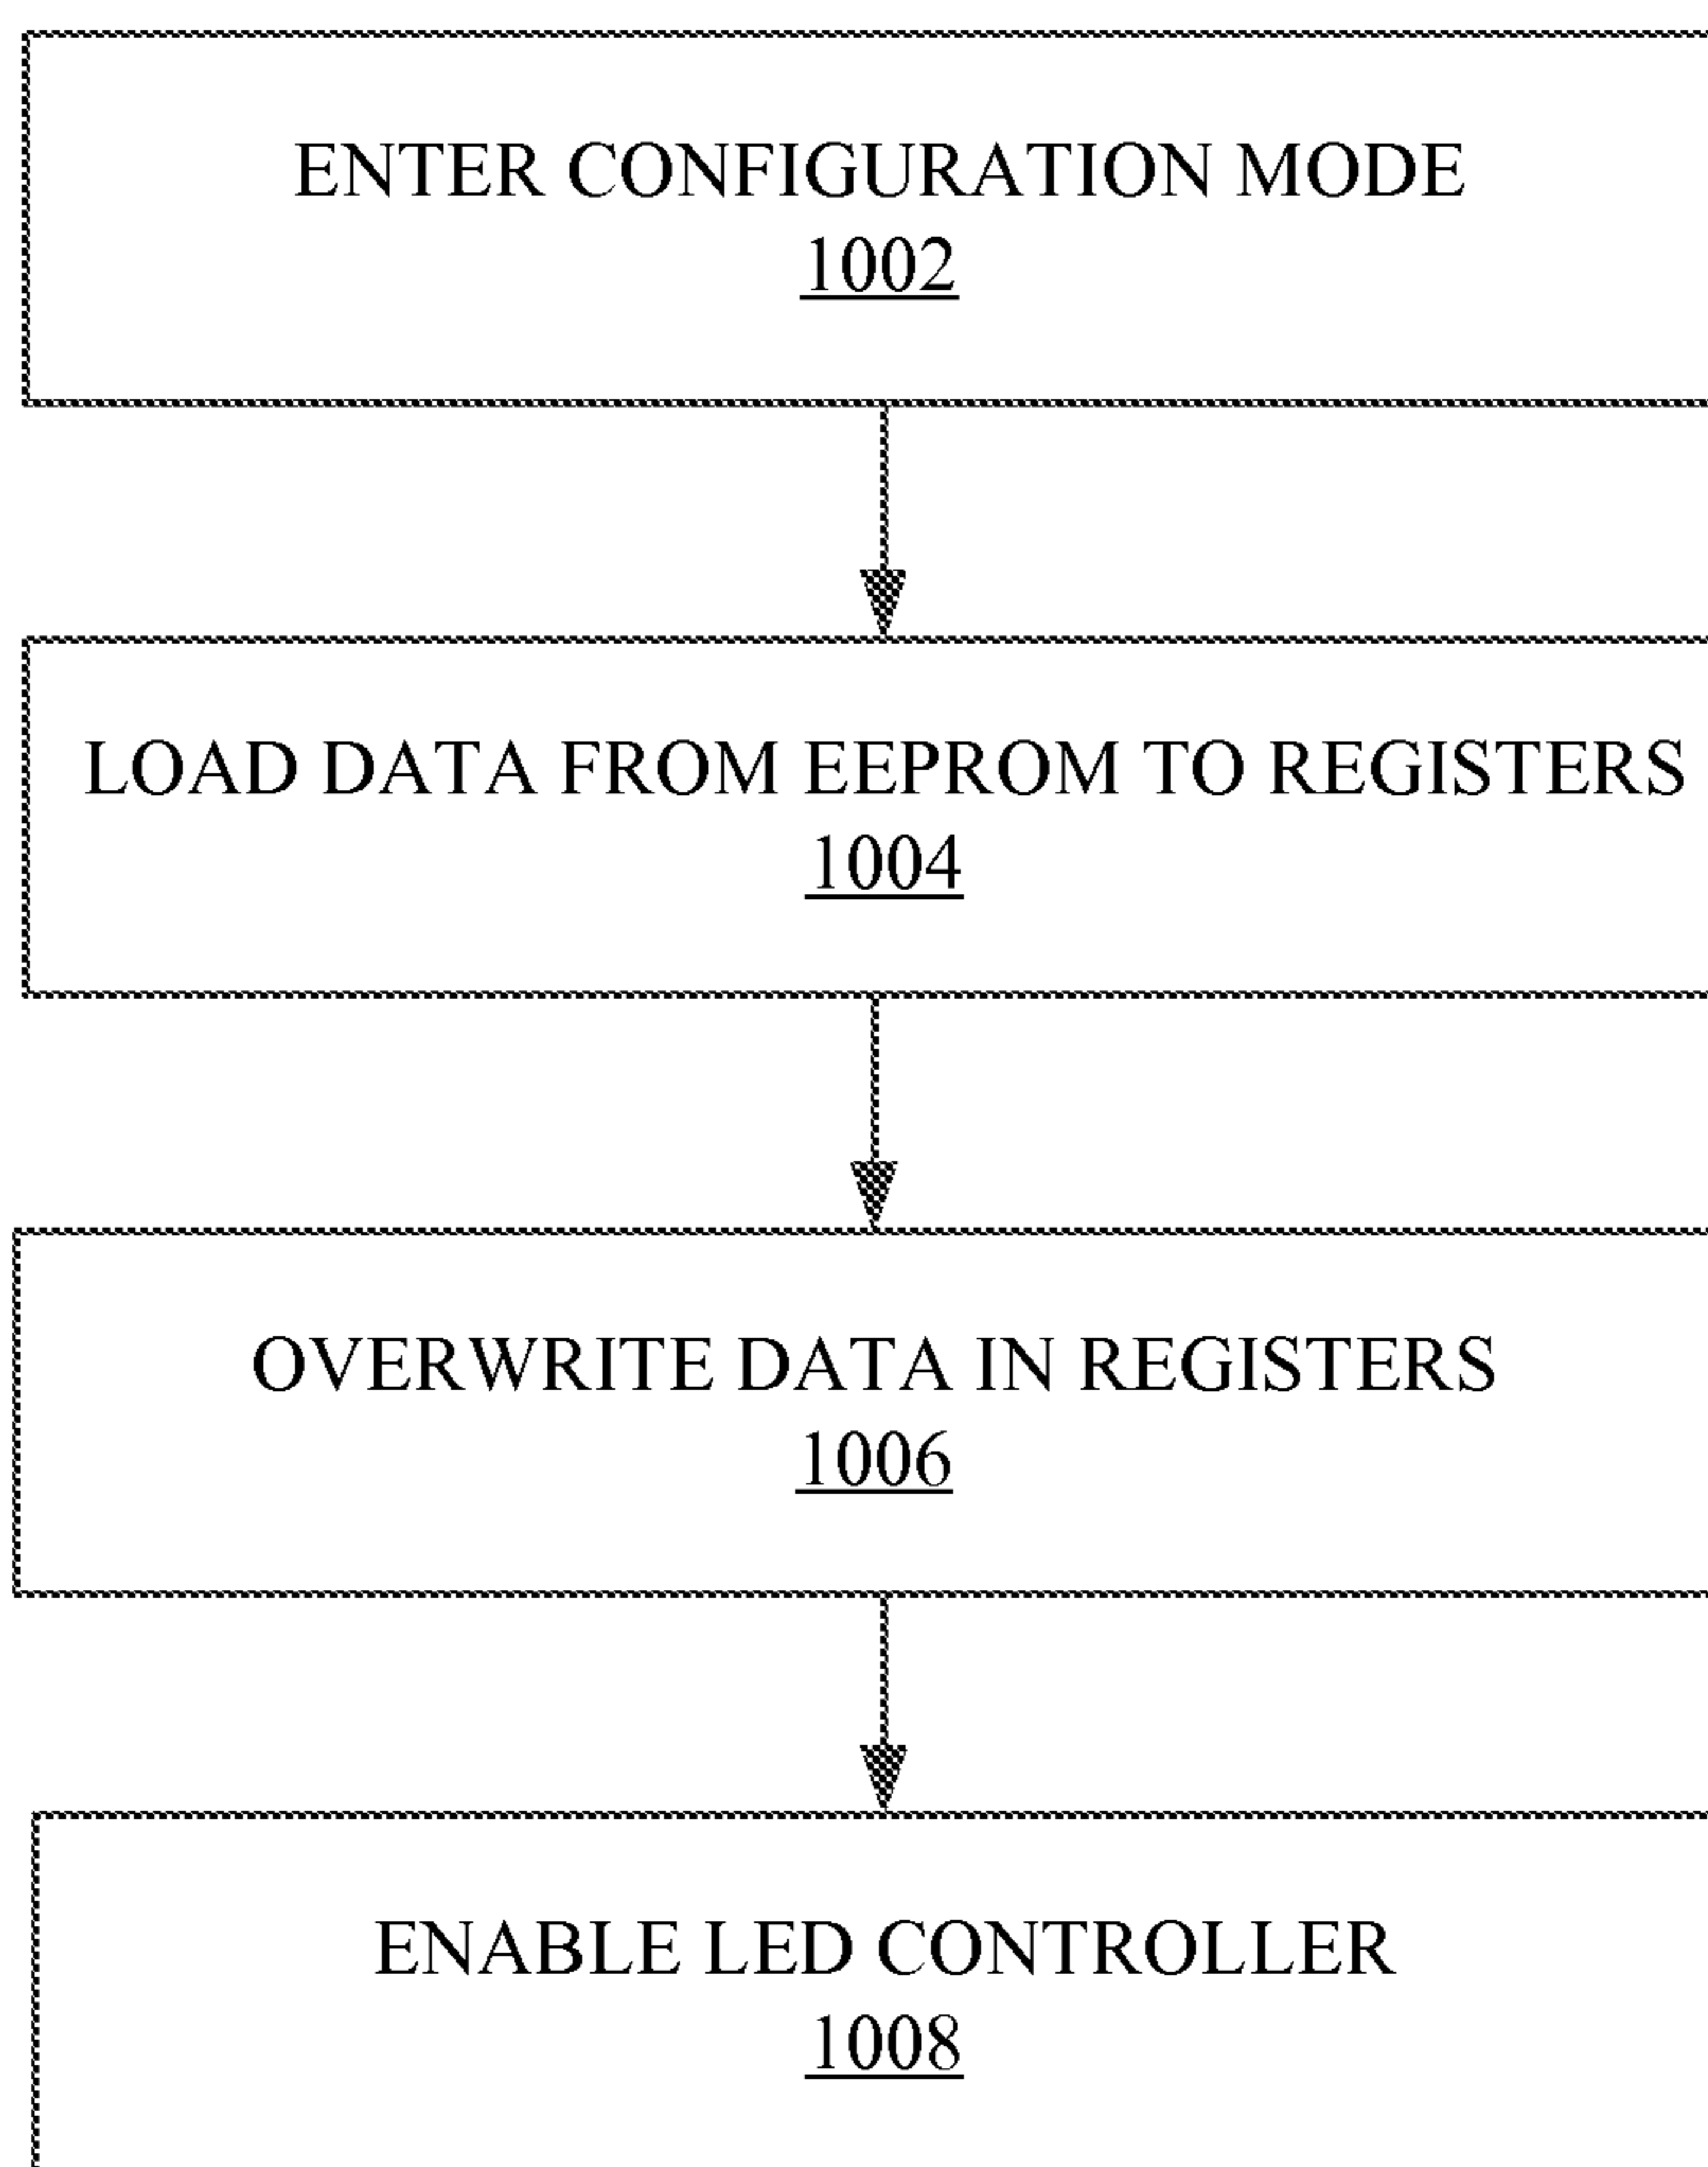 ENTER CONFIGURATION MODE
1002
LOAD DATA FROM EEPROM TO REGISTERS
1004
OVERWRITE DATA IN REGISTERS
1006
ENABLE LED CONTROLLER
1008